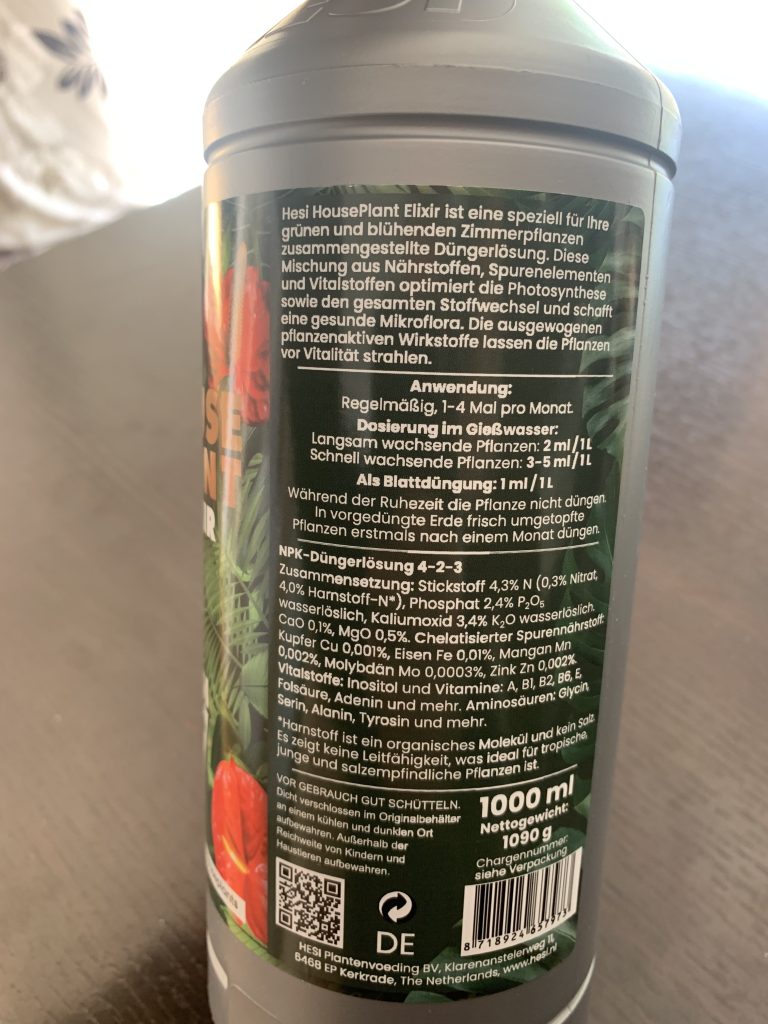 Hesi HousePlant Elixir ist eine speziell für Ihre
grünen und blühenden Zimmerpflanzen
zusammengestellte Düngerlösung. Diese
Mischung aus Nährstoffen, Spurenelementen
und Vitalstoffen optimiert die Photosynthese
sowie den gesamten Stoffwechsel und schafft
eine gesunde Mikroflora. Die ausgewogenen
pflanzenaktiven Wirkstoffe lassen die Pflanzen
vor Vitalität strahlen.
Anwendung:
Regelmäßig, 1-4 Mal pro Monat.
Dosierung im Gießwasser:
Langsam wachsende Pflanzen: 2 ml/1L
Schnell wachsende Pflanzen: 3-5 ml/1L
Als Blattdüngung: 1 ml/1L
Während der Ruhezeit die Pflanze nicht düngen.
In vorgedüngte Erde frisch umgetopfte
Pflanzen erstmals nach einem Monat düngen.
NPK-Düngerlösung 4-2-3
Zusammensetzung: Stickstoff 4,3% N (0,3% Nitrat,
4,0% Harnstoff-N*), Phosphat 2,4% P₂O₅
wasserlöslich, Kaliumoxid 3,4% K₂O wasserlöslich.
CaO 0,1%, MgO 0,5%. Chelatisierter Spurennährstoff:
Kupfer Cu 0,001%, Eisen Fe 0,01%, Mangan Mn
0,002%, Molybdän Mo 0,0003%, Zink Zn 0,002%.
Vitalstoffe: Inositol und Vitamine: A, B1, B2, B6, E,
Folsäure, Adenin und mehr. Aminosäuren: Glycin,
Serin, Alanin, Tyrosin und mehr.
*Harnstoff ist ein organisches Molekül und kein Salz.
Es zeigt keine Leitfähigkeit, was ideal für tropische,
junge und salzempfindliche Pflanzen ist.
VOR GEBRAUCH GUT SCHÜTTELN.
Dicht verschlossen im Originalbehälter
an einem kühlen und dunklen Ort
aufbewahren. Außerhalb der
Reichweite von Kindern und
Haustieren aufbewahren.
1000 ml
Nettogewicht:
1090 g
Chargennummer:
siehe Verpackung
DE
HESI Plantenvoeding BV, Klarenanstelerweg 11,
6468 EP Kerkrade, The Netherlands, www.hesi.nl